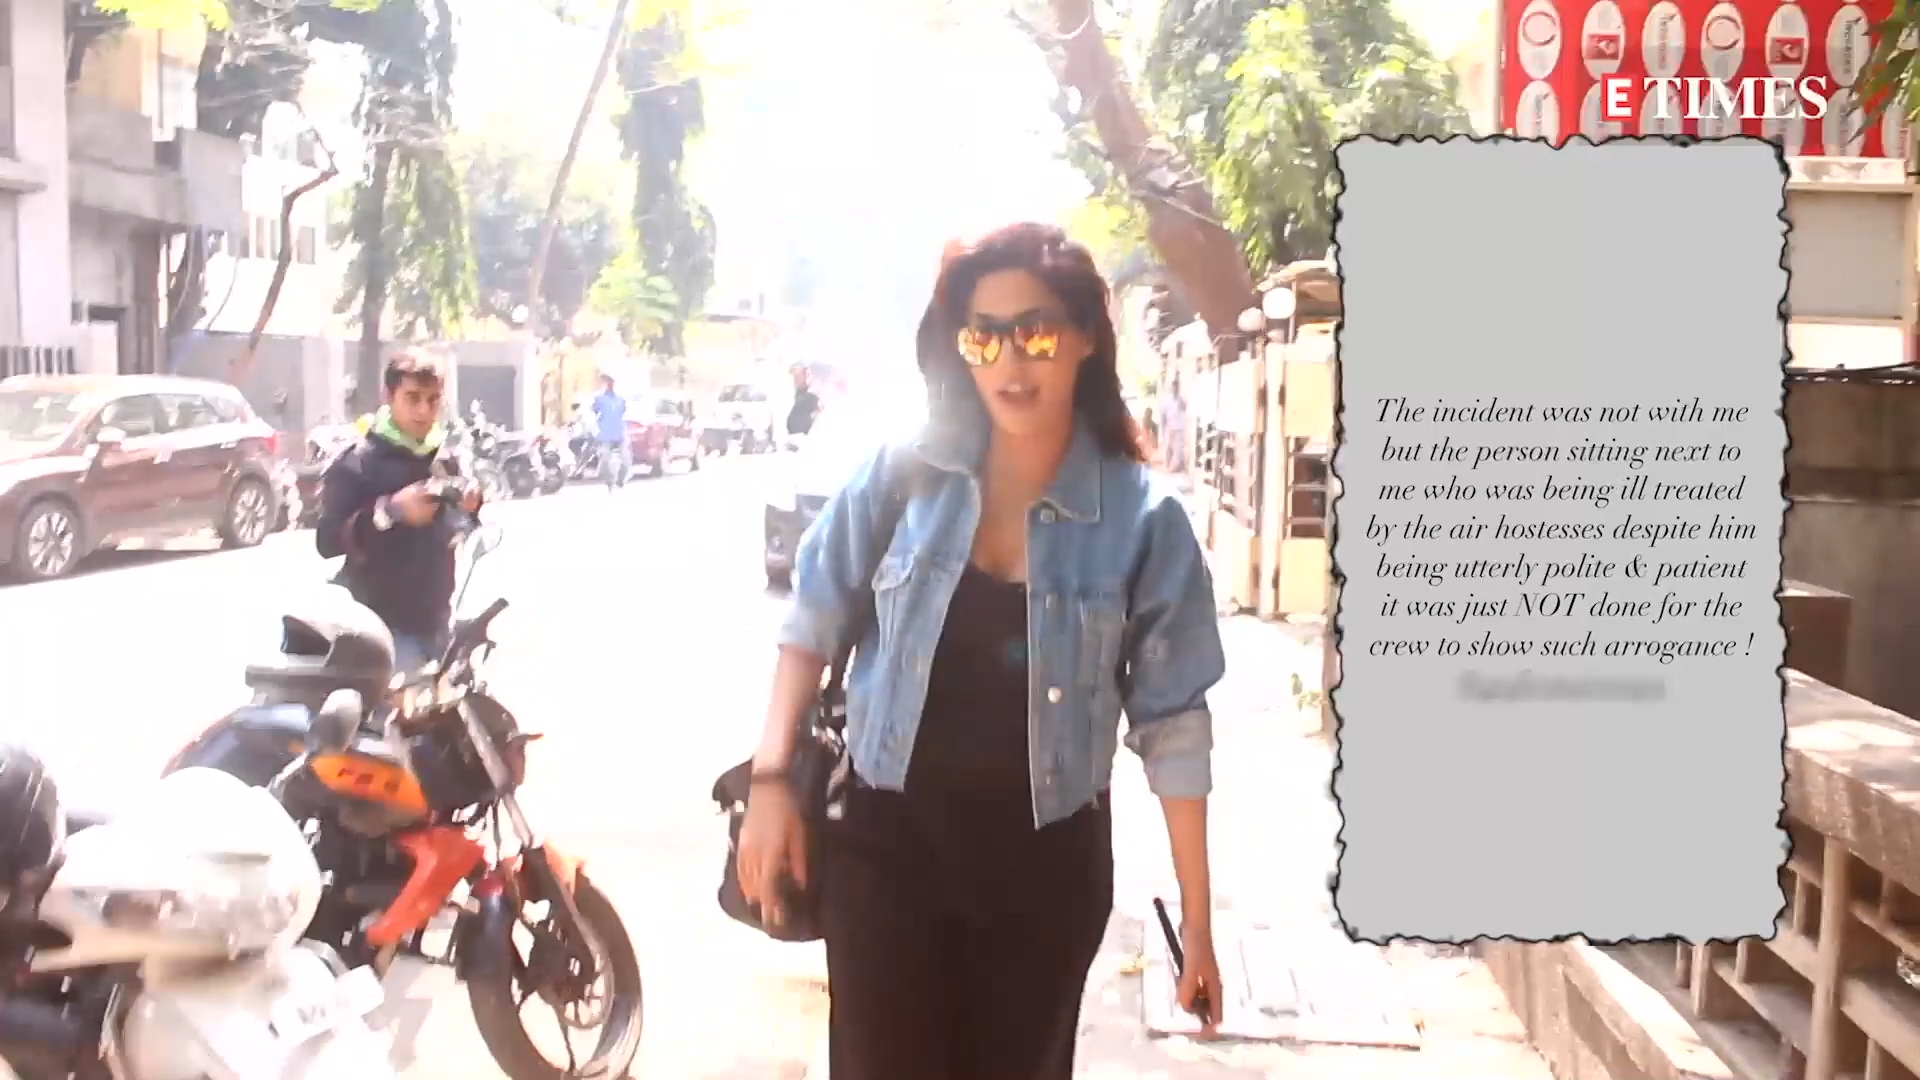 E TIMES
The incident was not with me
but the person sitting next to
me who was being ill treated
by the air hostesses despite him
being utterly polite & patient
it was just NOT done for the
crew to show such arrogance !